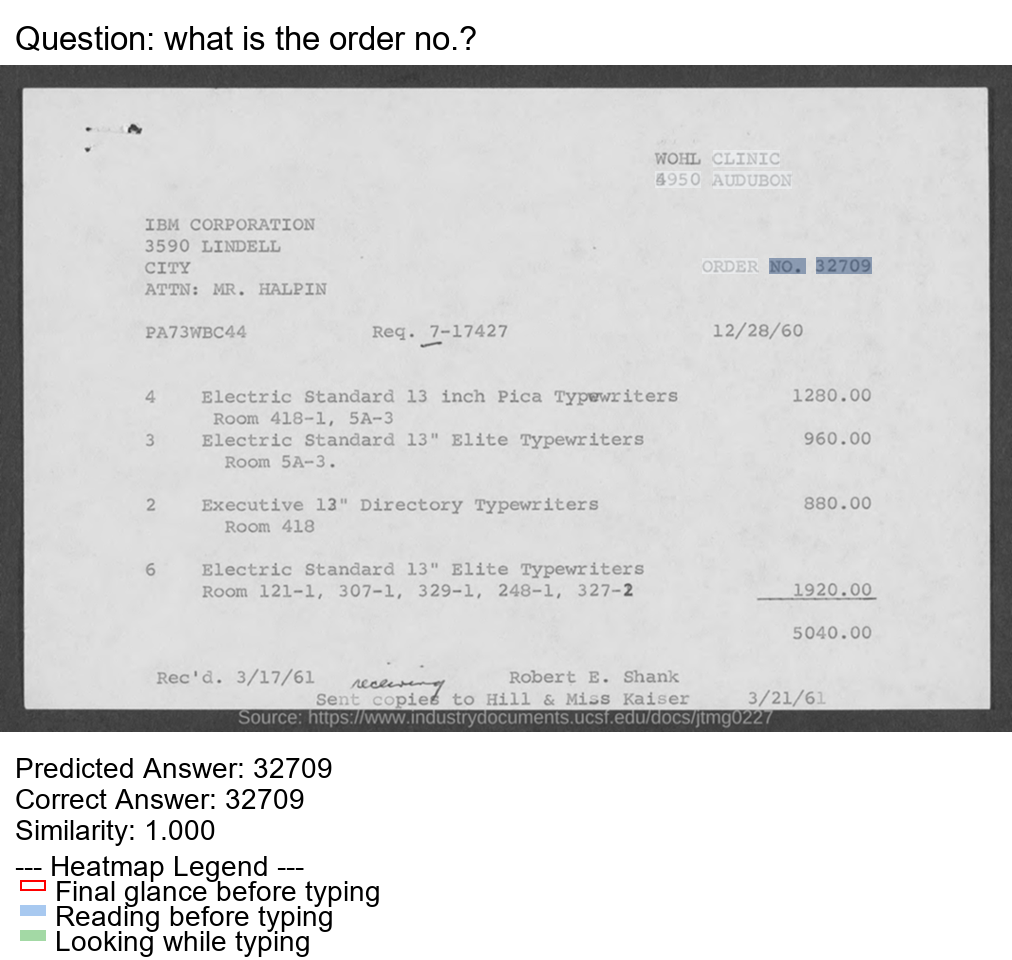 Question: what is the order no.?
WOHL CLINIC
4950 AUDUBON
IBM CORPORATION
3590 LINDELL
CITY
ORDER NO. 32709
ATTN: MR. HALPIN
PA73WBC44 Req. 7-17427 12/28/60
4 Electric Standard 13 inch Pica Typewriters 1280.00
Room 418-1, 5A-3
3 Electric Standard 13" Elite Typewriters 960.00
Room 5A-3.
2 Executive 13" Directory Typewriters 880.00
Room 418
6 Electric Standard 13" Elite Typewriters
Room 121-1, 307-1, 329-1, 248-1, 327-2 1920.00
5040.00
Rec'd. 3/17/61 receiving Robert E. Shank
Sent copies to Hill & Miss Kaiser 3/21/61
Source: https://www.industrydocuments.ucsf.edu/docs/jtmg0227
Predicted Answer: 32709
Correct Answer: 32709
Similarity: 1.000
--- Heatmap Legend ---
Final glance before typing
Reading before typing
Looking while typing